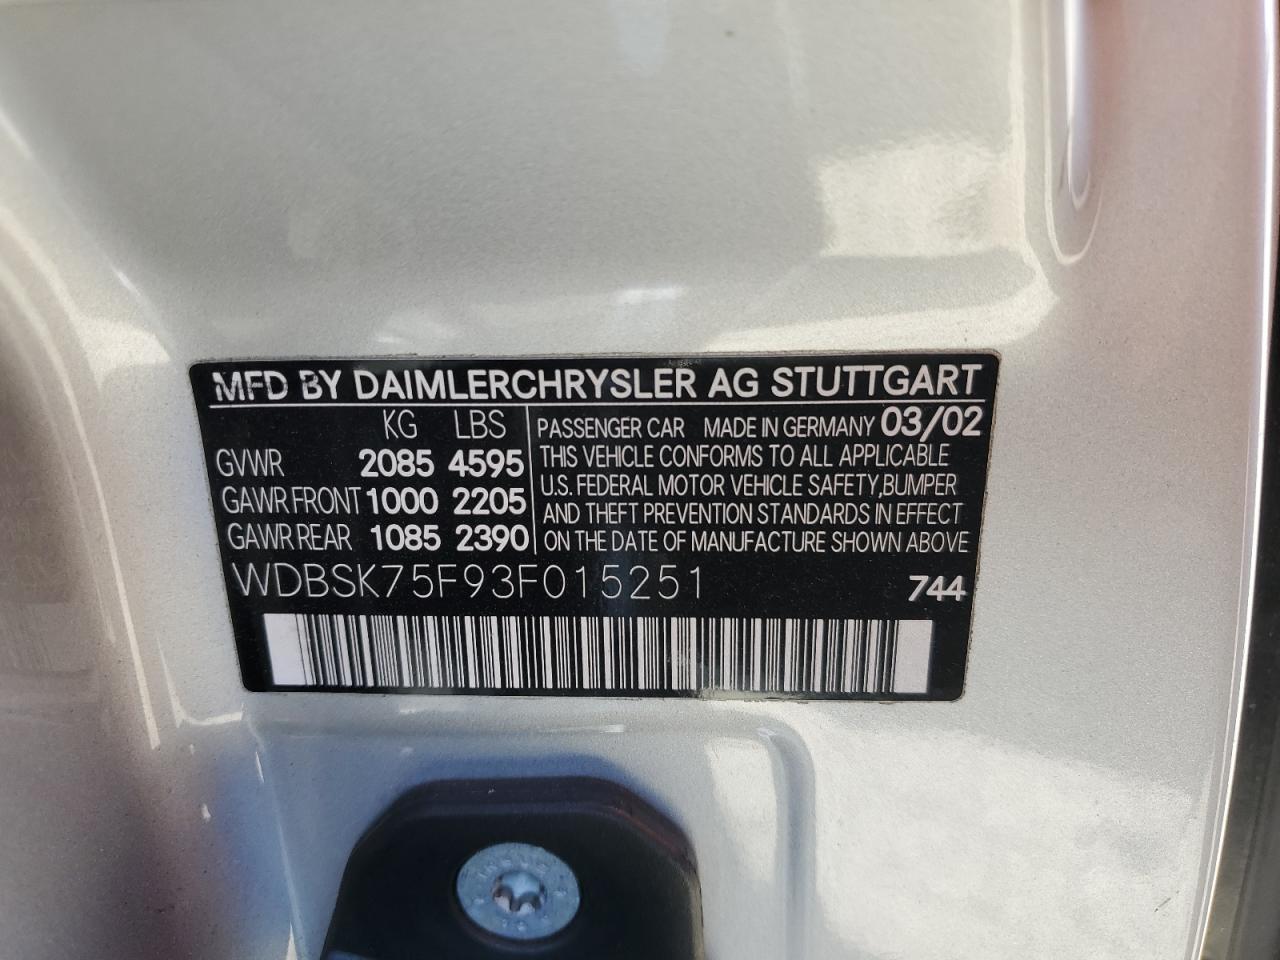 MFD BY DAIMLERCHRYSLER AG STUTTGART
KG LBS
GVWR 2085 4595
GAWR FRONT 1000 2205
GAWR REAR 1085 2390
PASSENGER CAR MADE IN GERMANY 03/02
THIS VEHICLE CONFORMS TO ALL APPLICABLE
U.S. FEDERAL MOTOR VEHICLE SAFETY,BUMPER
AND THEFT PREVENTION STANDARDS IN EFFECT
ON THE DATE OF MANUFACTURE SHOWN ABOVE
WDBSK75F93F015251 744